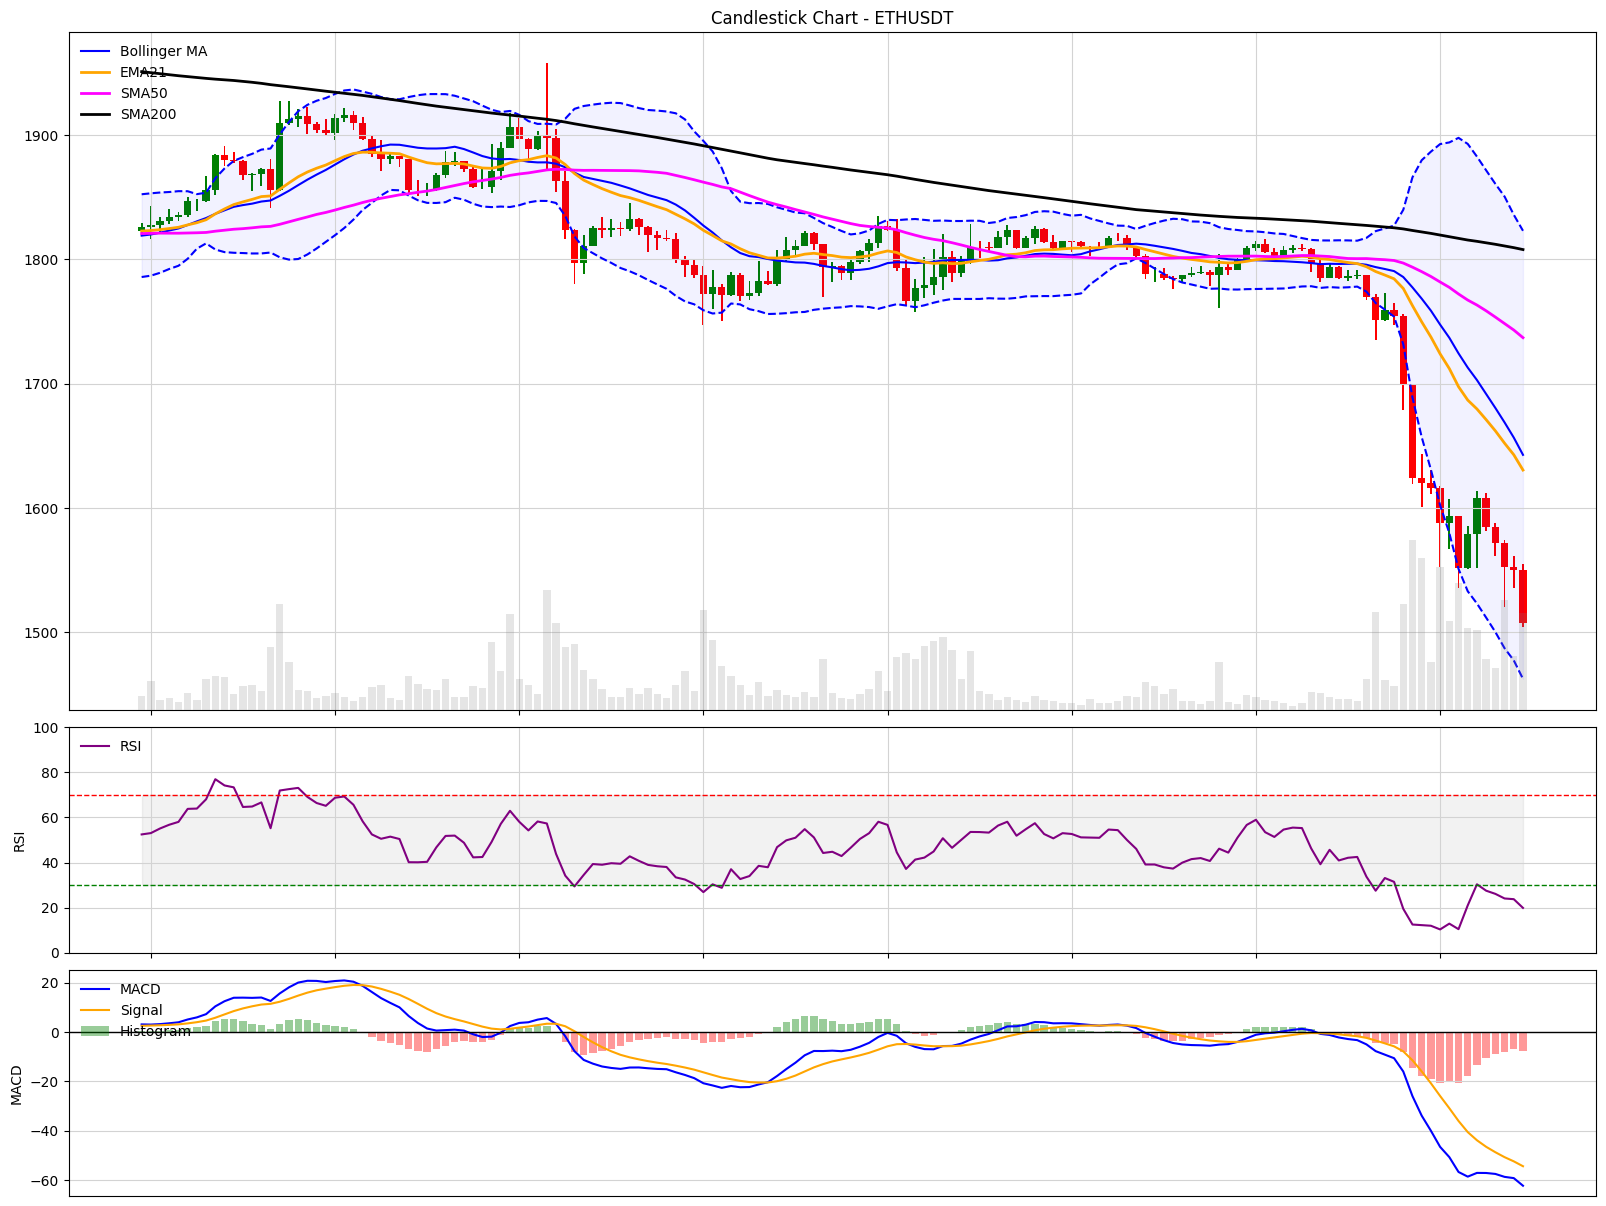 Candlestick Chart - ETHUSDT
Bollinger MA
EMA21
SMA50
SMA200
1900
1800
1700
1600
1500
RSI
100
80
60
40
20
0
RSI
MACD
Signal
Histogram
20
0
−20
−40
−60
MACD